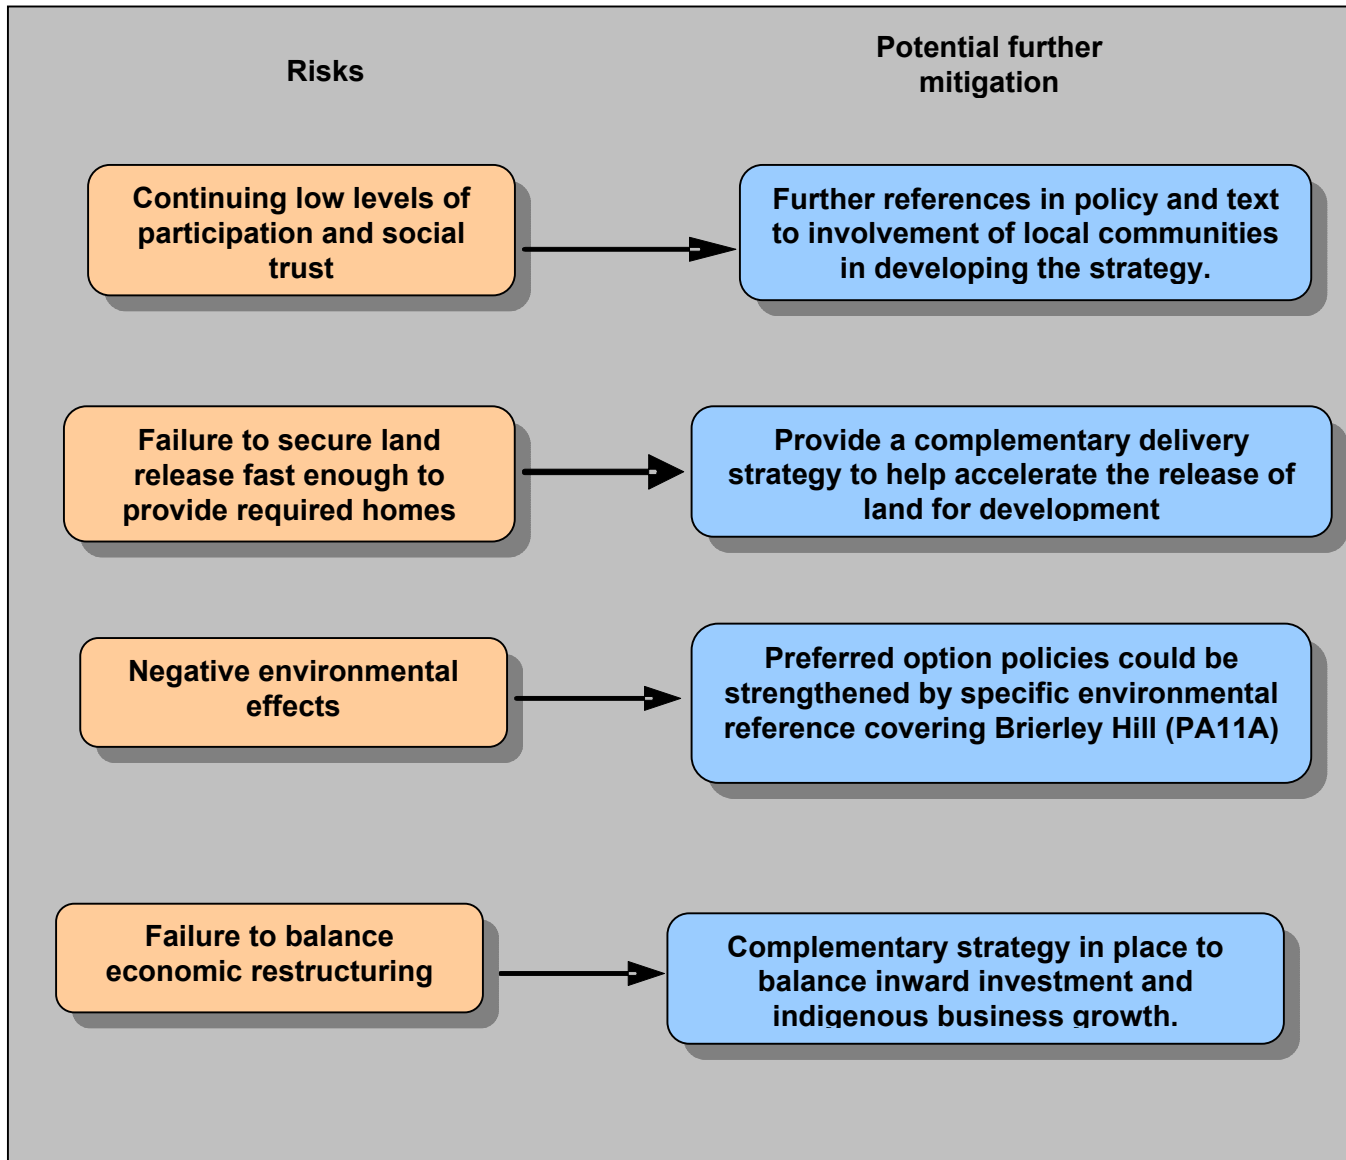 Risks
Potential further
mitigation
Continuing low levels of
participation and social
trust
Further references in policy and text
to involvement of local communities
in developing the strategy.
Failure to secure land
release fast enough to
provide required homes
Provide a complementary delivery
strategy to help accelerate the release of
land for development
Negative environmental
effects
Preferred option policies could be
strengthened by specific environmental
reference covering Brierley Hill (PA11A)
Failure to balance
economic restructuring
Complementary strategy in place to
balance inward investment and
indigenous business growth.